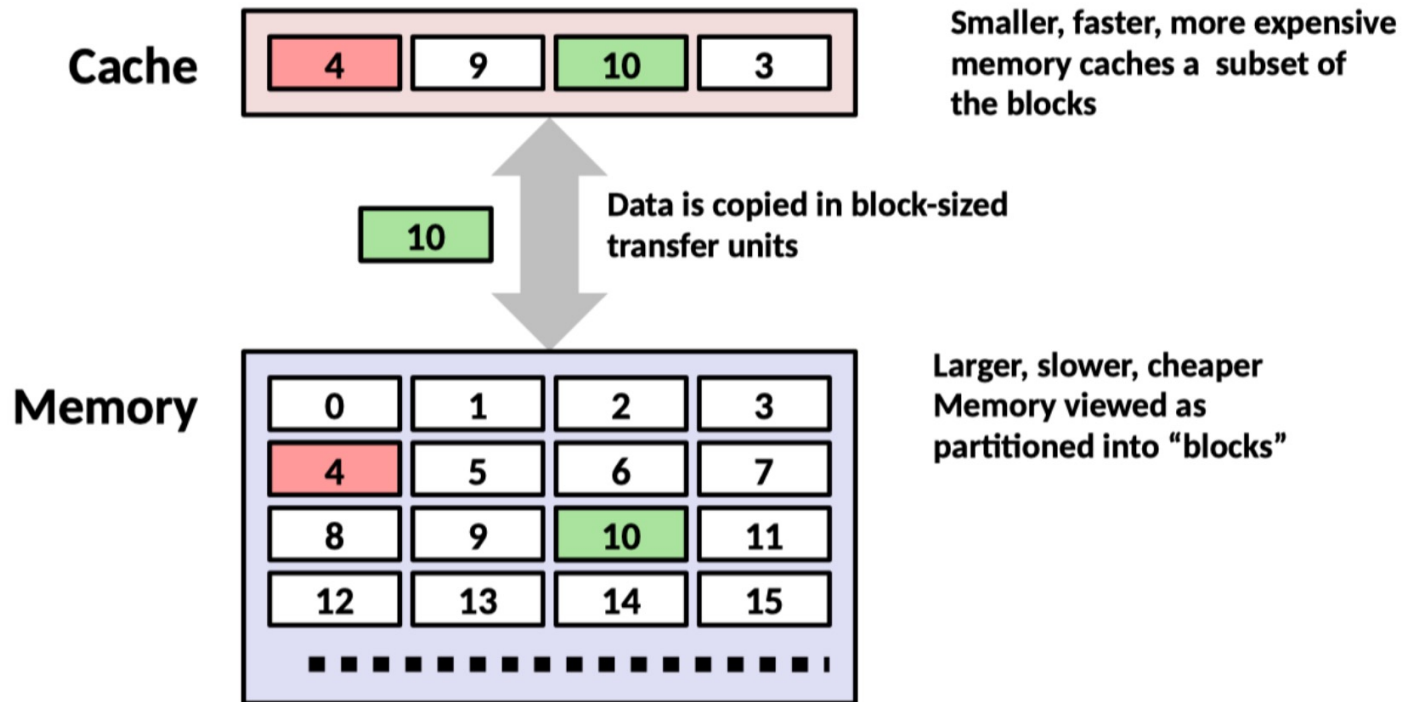 Cache
4 9 10 3
Smaller, faster, more expensive
memory caches a subset of
the blocks
10
Data is copied in block-sized
transfer units
Memory
0 1 2 3
4 5 6 7
8 9 10 11
12 13 14 15
Larger, slower, cheaper
Memory viewed as
partitioned into “blocks”